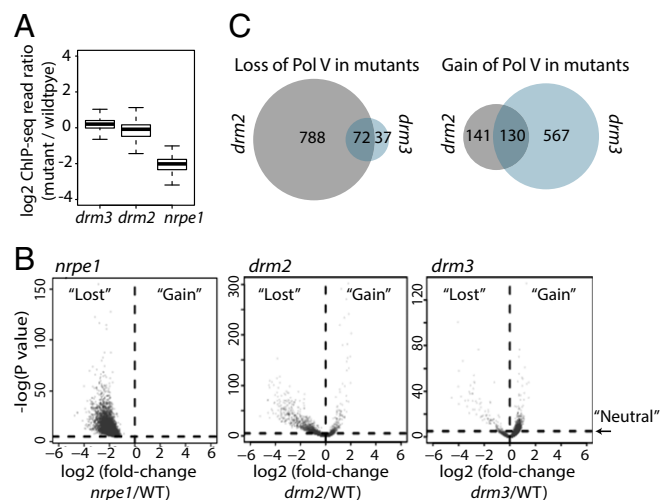 A
log2 ChIP-seq read ratio
(mutant / wildtpye)
4
2
0
-2
-4
drm3 drm2 nrpe1
C
Loss of Pol V in mutants
drm2
788
72
37
drm3
Gain of Pol V in mutants
drm2
141
130
567
drm3
B
-log(P value)
nrpe1
"Lost" "Gain"
150
100
50
0
−6 −4 −2 0 2 4 6
log2 (fold-change
nrpe1/WT)
drm2
"Lost" "Gain"
300
200
100
50
0
−6 −4 −2 0 2 4 6
log2 (fold-change
drm2/WT)
drm3
"Lost" "Gain"
120
80
40
20
0
−6 −4 −2 0 2 4 6
log2 (fold-change
drm3/WT)
"Neutral"